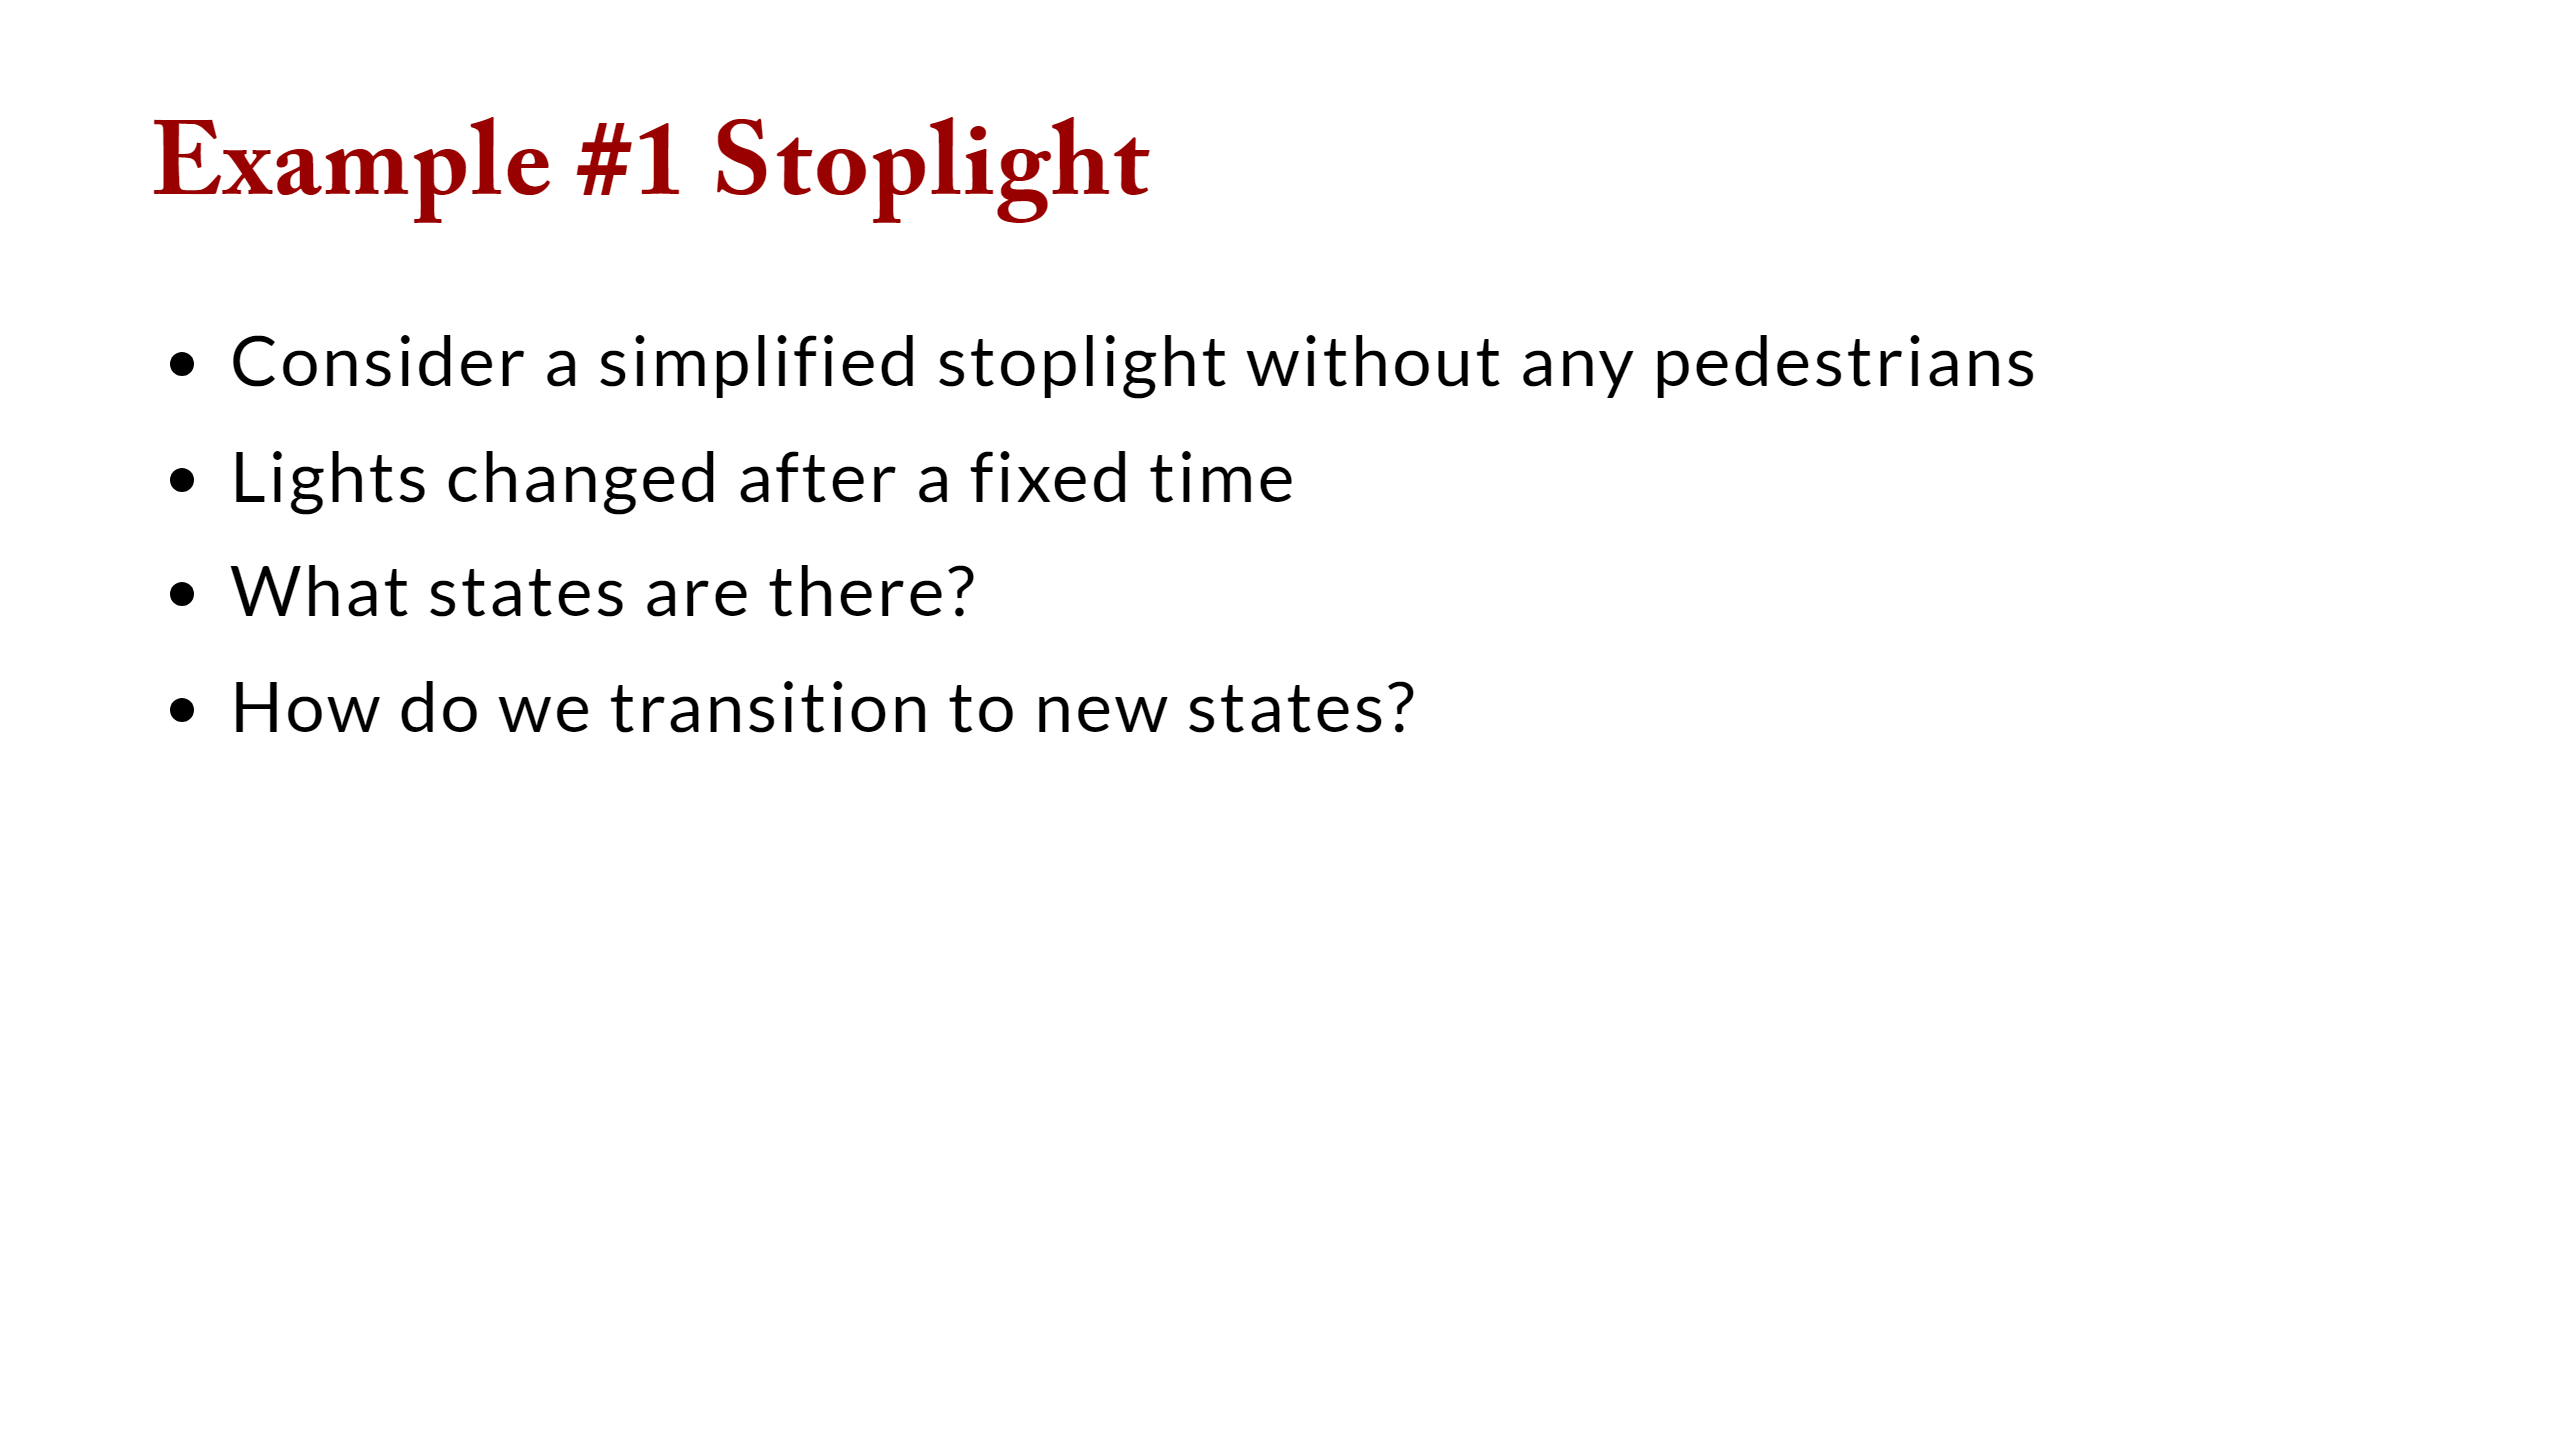 Example #1 Stoplight
• Consider a simplified stoplight without any pedestrians
• Lights changed after a fixed time
• What states are there?
• How do we transition to new states?